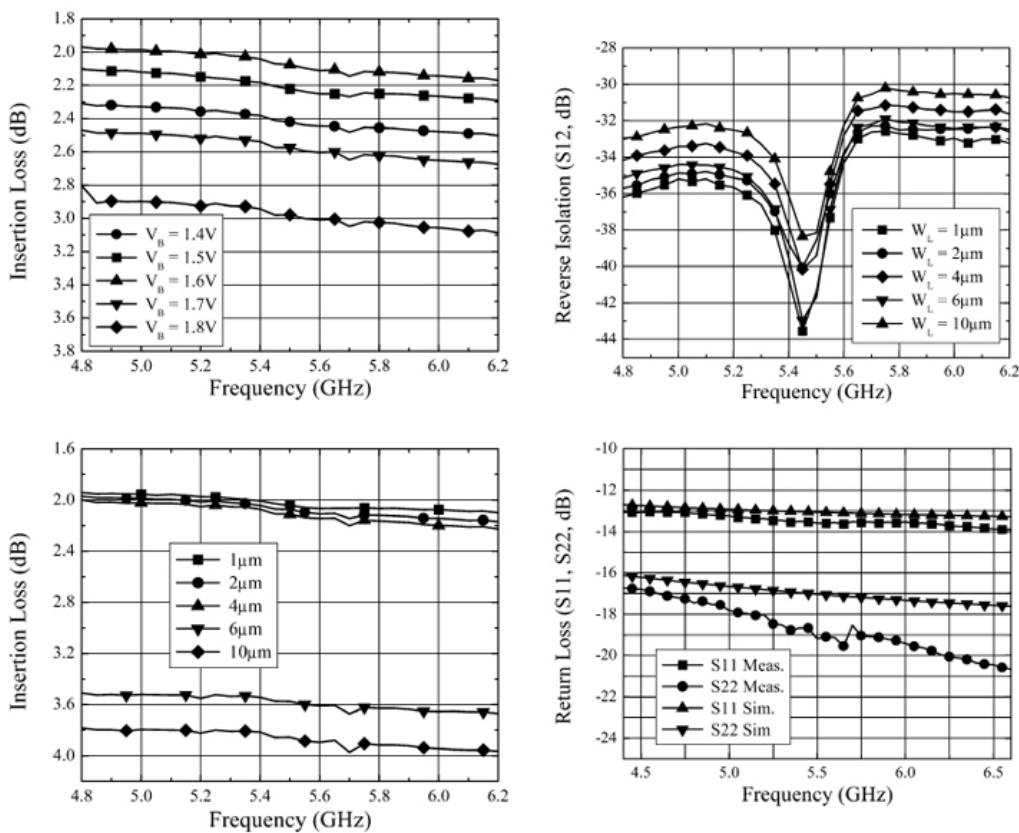 1.8
2.0
2.2
2.4
2.6
2.8
3.0
3.2
3.4
3.6
3.8
Insertion Loss (dB)
V_B = 1.4V
V_B = 1.5V
V_B = 1.6V
V_B = 1.7V
V_B = 1.8V
4.8 5.0 5.2 5.4 5.6 5.8 6.0 6.2
Frequency (GHz)
-28
-30
-32
-34
-36
-38
-40
-42
-44
Reverse Isolation (S12, dB)
W_L = 1µm
W_L = 2µm
W_L = 4µm
W_L = 6µm
W_L = 10µm
4.8 5.0 5.2 5.4 5.6 5.8 6.0 6.2
Frequency (GHz)
1.6
2.0
2.4
2.8
3.2
3.6
4.0
Insertion Loss (dB)
1µm
2µm
4µm
6µm
10µm
4.8 5.0 5.2 5.4 5.6 5.8 6.0 6.2
Frequency (GHz)
-10
-12
-14
-16
-18
-20
-22
-24
Return Loss (S11, S22, dB)
S11 Meas.
S22 Meas.
S11 Sim.
S22 Sim
4.5 5.0 5.5 6.0 6.5
Frequency (GHz)